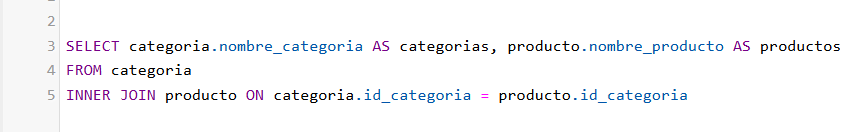 2
3 SELECT categoria.nombre_categoria AS categorias, producto.nombre_producto AS productos
4 FROM categoria
5 INNER JOIN producto ON categoria.id_categoria = producto.id_categoria